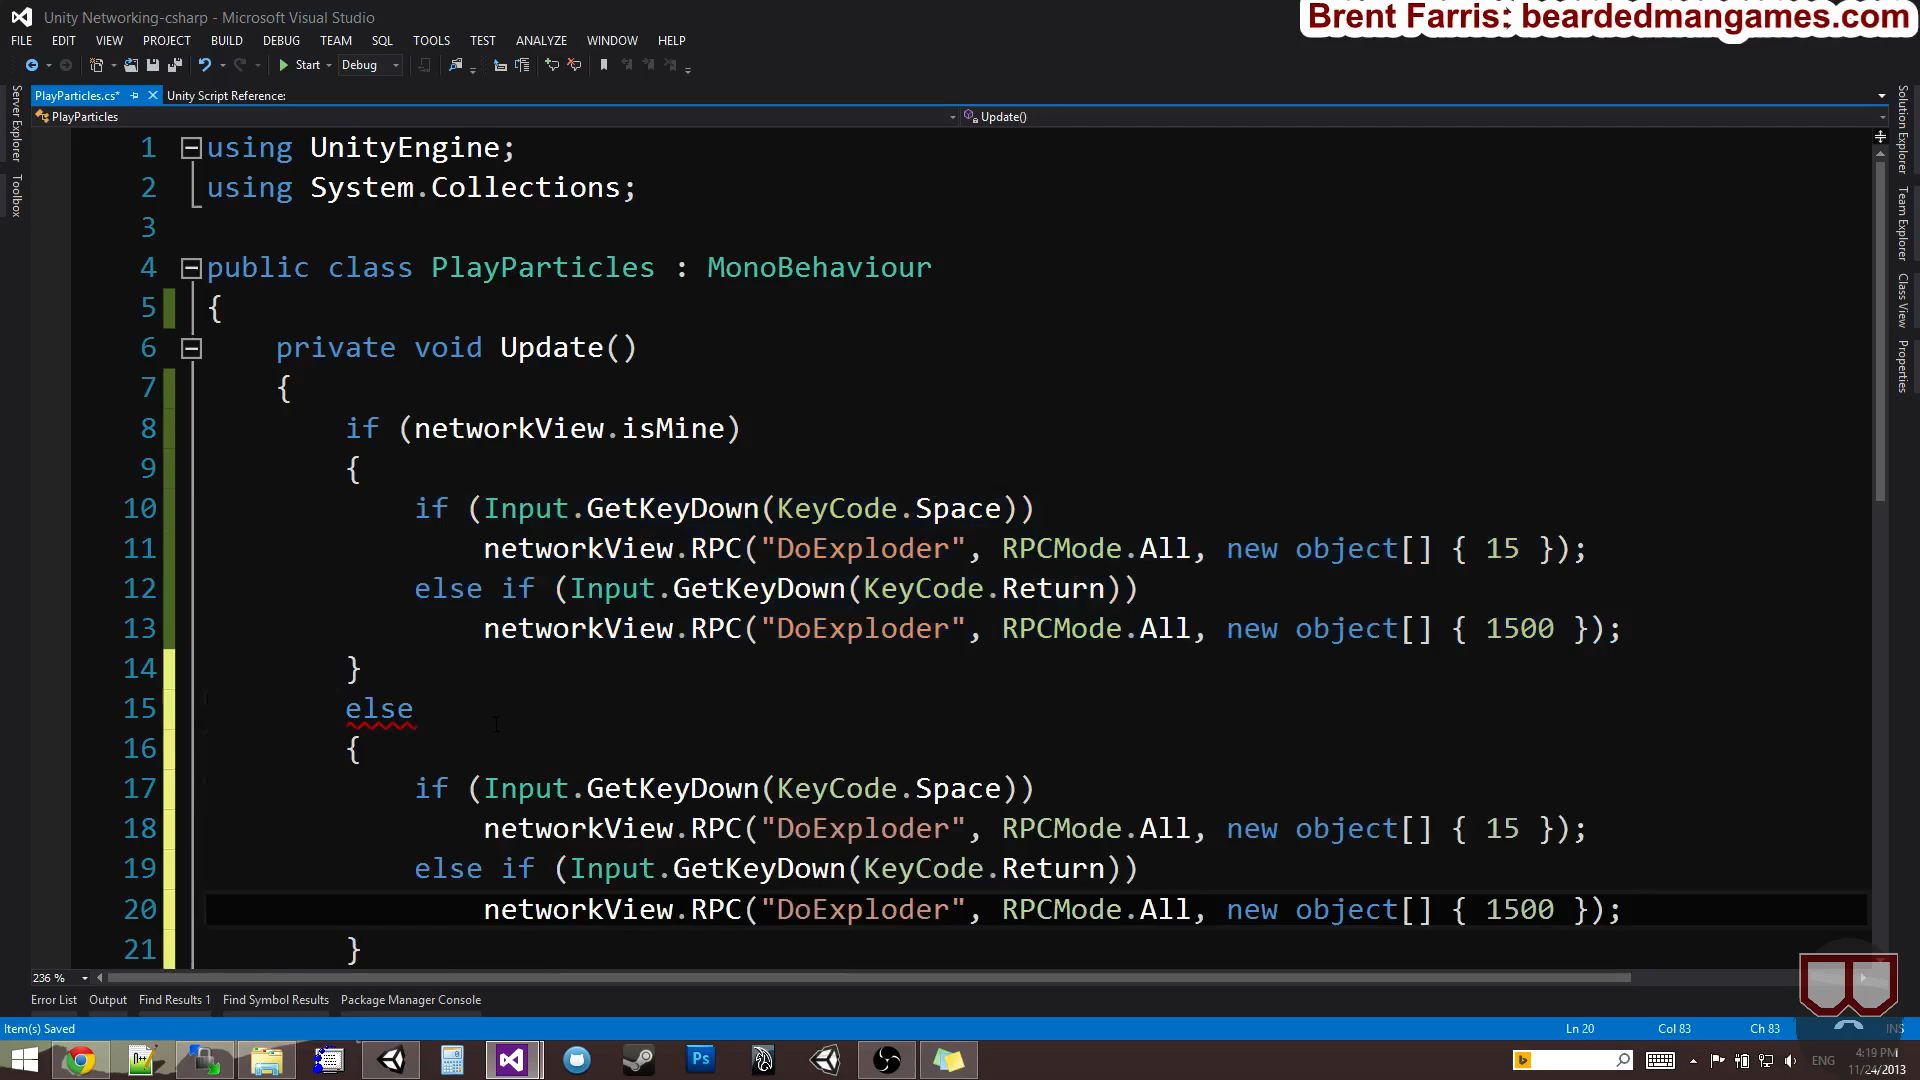 Unity Networking-csharp - Microsoft Visual Studio
Brent Farris: beardedmangames.com
FILE EDIT VIEW PROJECT BUILD DEBUG TEAM SQL TOOLS TEST ANALYZE WINDOW HELP
Start Debug
PlayParticles.cs* Unity Script Reference:
PlayParticles Update()
Server Explorer
Toolbox
Solution Explorer
Team Explorer
Class View
Properties
1 using UnityEngine;
2 using System.Collections;
3
4 public class PlayParticles : MonoBehaviour
5 {
6 private void Update()
7 {
8 if (networkView.isMine)
9 {
10 if (Input.GetKeyDown(KeyCode.Space))
11 networkView.RPC("DoExploder", RPCMode.All, new object[] { 15 });
12 else if (Input.GetKeyDown(KeyCode.Return))
13 networkView.RPC("DoExploder", RPCMode.All, new object[] { 1500 });
14 }
15 else
16 {
17 if (Input.GetKeyDown(KeyCode.Space))
18 networkView.RPC("DoExploder", RPCMode.All, new object[] { 15 });
19 else if (Input.GetKeyDown(KeyCode.Return))
20 networkView.RPC("DoExploder", RPCMode.All, new object[] { 1500 });
21 }
236 %
Error List Output Find Results 1 Find Symbol Results Package Manager Console
Item(s) Saved Ln 20 Col 83 Ch 83 INS
Ps ENG 4:19 PM
11/24/2013